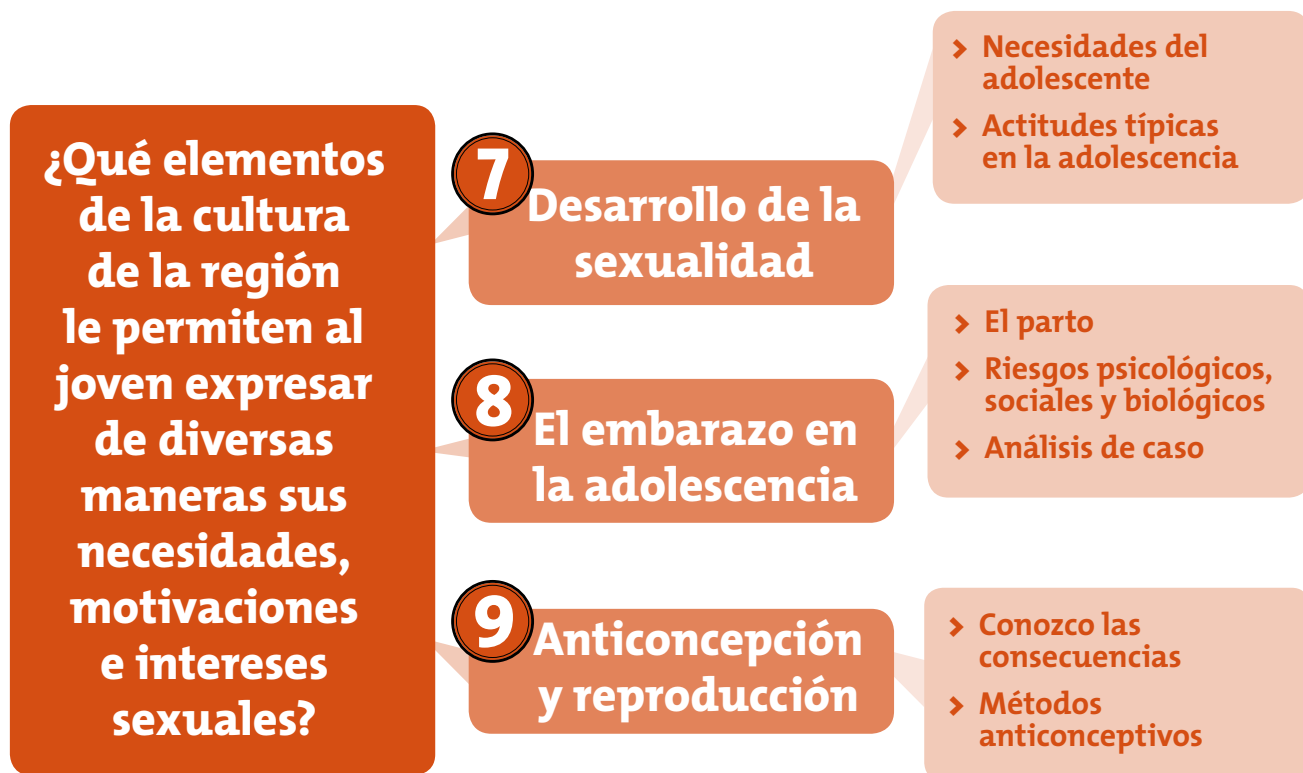 ¿Qué elementos
de la cultura
de la región
le permiten al
joven expresar
de diversas
maneras sus
necesidades,
motivaciones
e intereses
sexuales?
7
Desarrollo de la
sexualidad
> Necesidades del
adolescente
> Actitudes típicas
en la adolescencia
8
El embarazo en
la adolescencia
> El parto
> Riesgos psicológicos,
sociales y biológicos
> Análisis de caso
9
Anticoncepción
y reproducción
> Conozco las
consecuencias
> Métodos
anticonceptivos